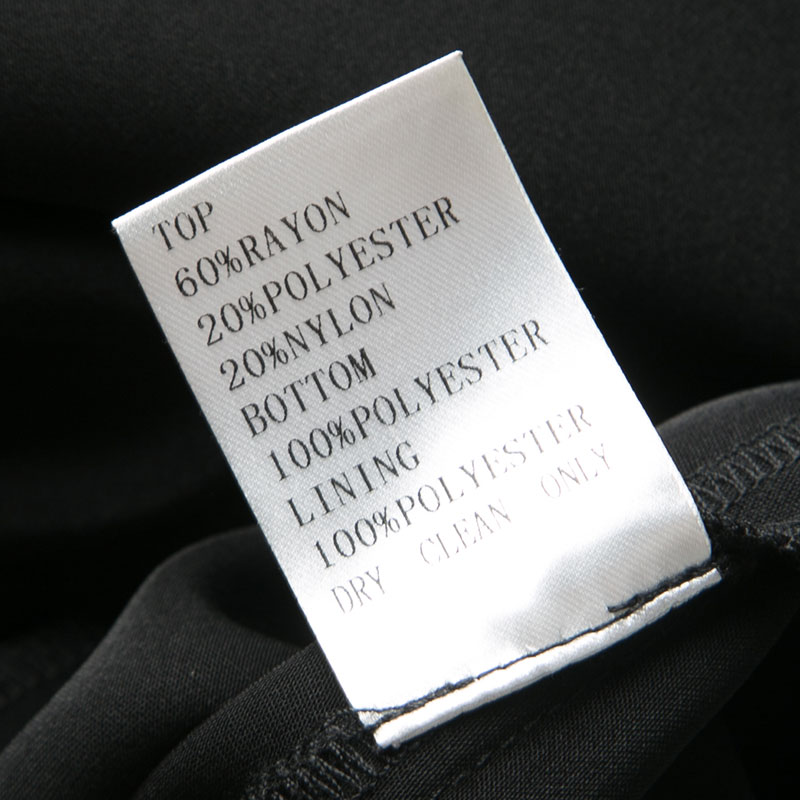 TOP
60%RAYON
20%POLYESTER
20%NYLON
BOTTOM
100%POLYESTER
LINING
100%POLYESTER
DRY CLEAN ONLY